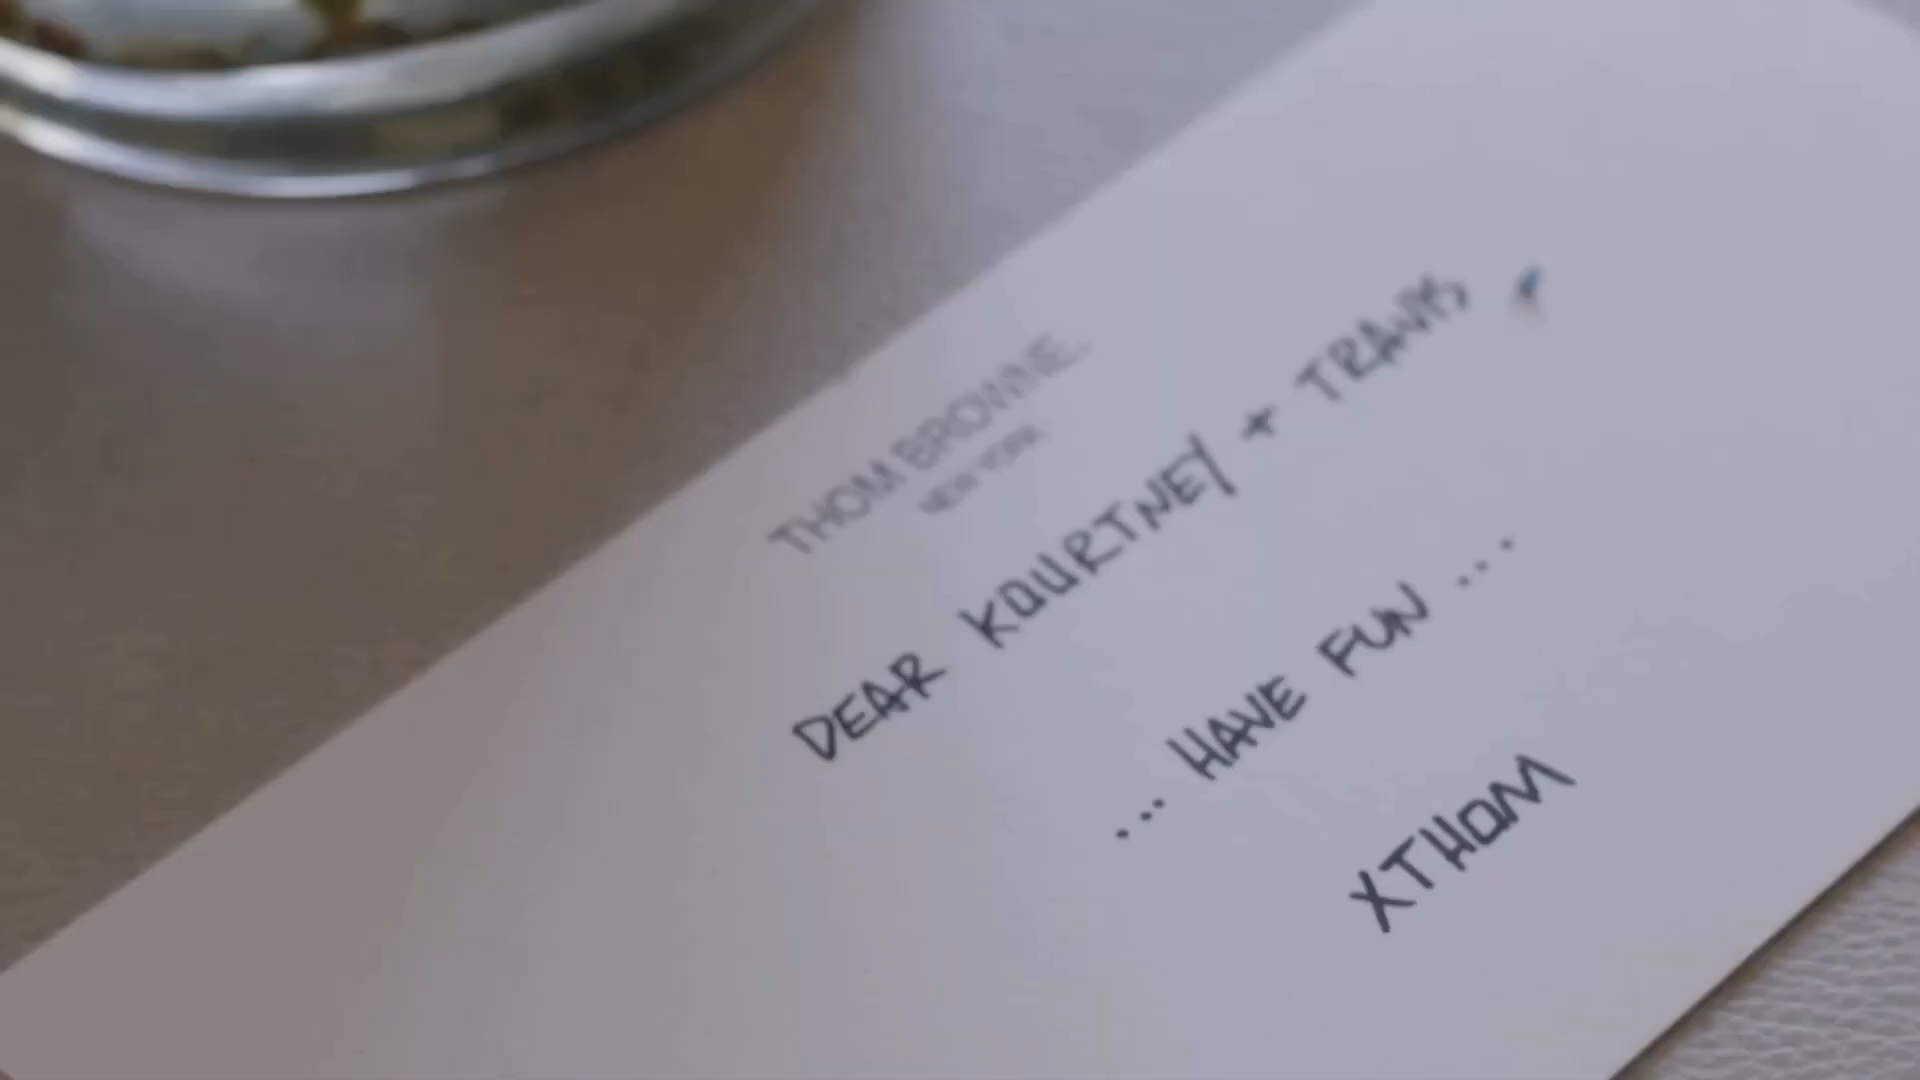 THOM BROWNE.
NEW YORK
DEAR KOURTNEY + TRAVIS,
... HAVE FUN ...
XTHOM